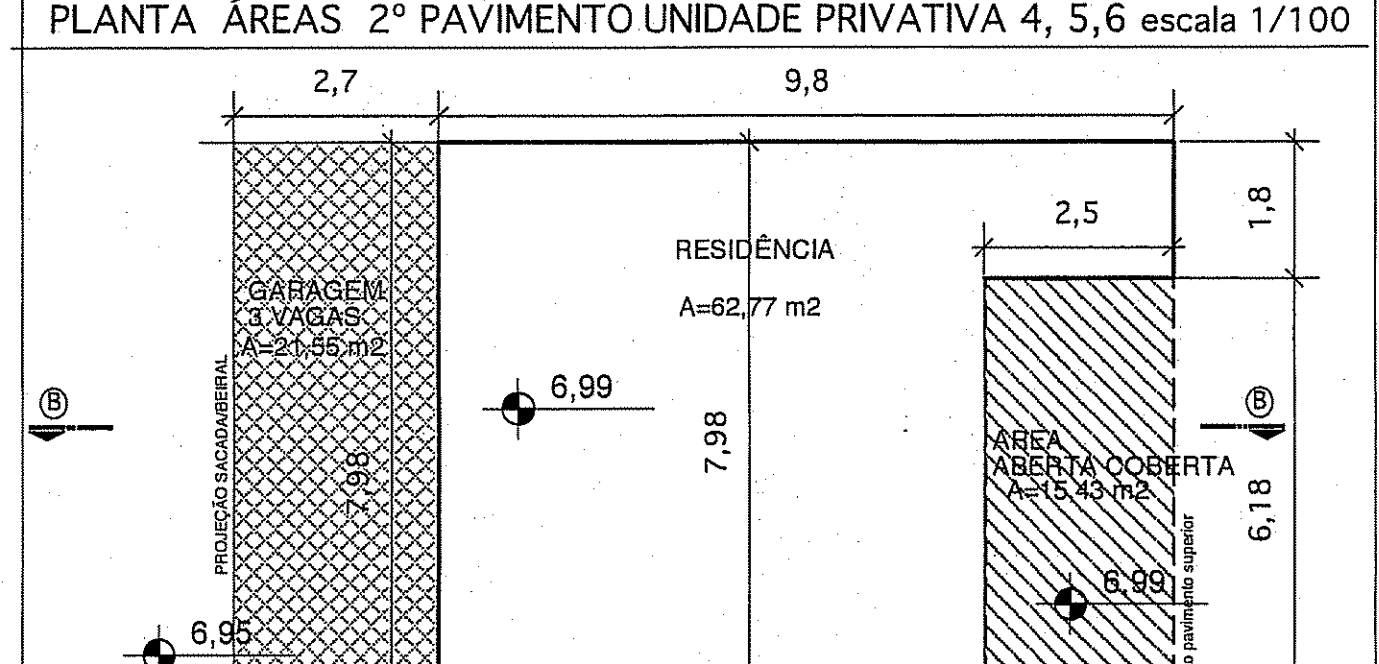 PLANTA ÁREAS 2º PAVIMENTO UNIDADE PRIVATIVA 4, 5,6 escala 1/100
2,7
9,8
1,8
2,5
RESIDÊNCIA
A=62,77 m2
GARAGEM
3 VAGAS
A=21,55 m2
PROJEÇÃO SACADA/BEIRAL
B
6,99
7,98
7,98
B
AREA
ABERTA COBERTA
A=15,43 m2
6,18
6,99
pavimento superior
6,95